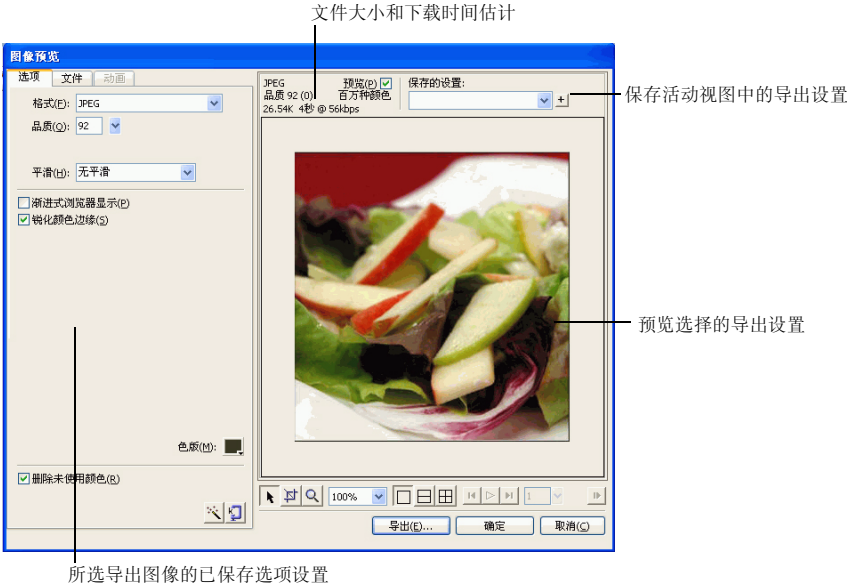 文件大小和下载时间估计
图像预览
选项 文件 动画
格式(F): JPEG
品质(Q): 92
平滑(H): 无平滑
渐进式浏览器显示(P)
锐化颜色边缘(S)
色版(M):
删除未使用颜色(R)
JPEG 预览(P)
品质 92 (0) 百万种颜色
26.54K 4秒 @ 56kbps
保存的设置:
+
保存活动视图中的导出设置
预览选择的导出设置
100%
1
导出(E)... 确定 取消(C)
所选导出图像的已保存选项设置